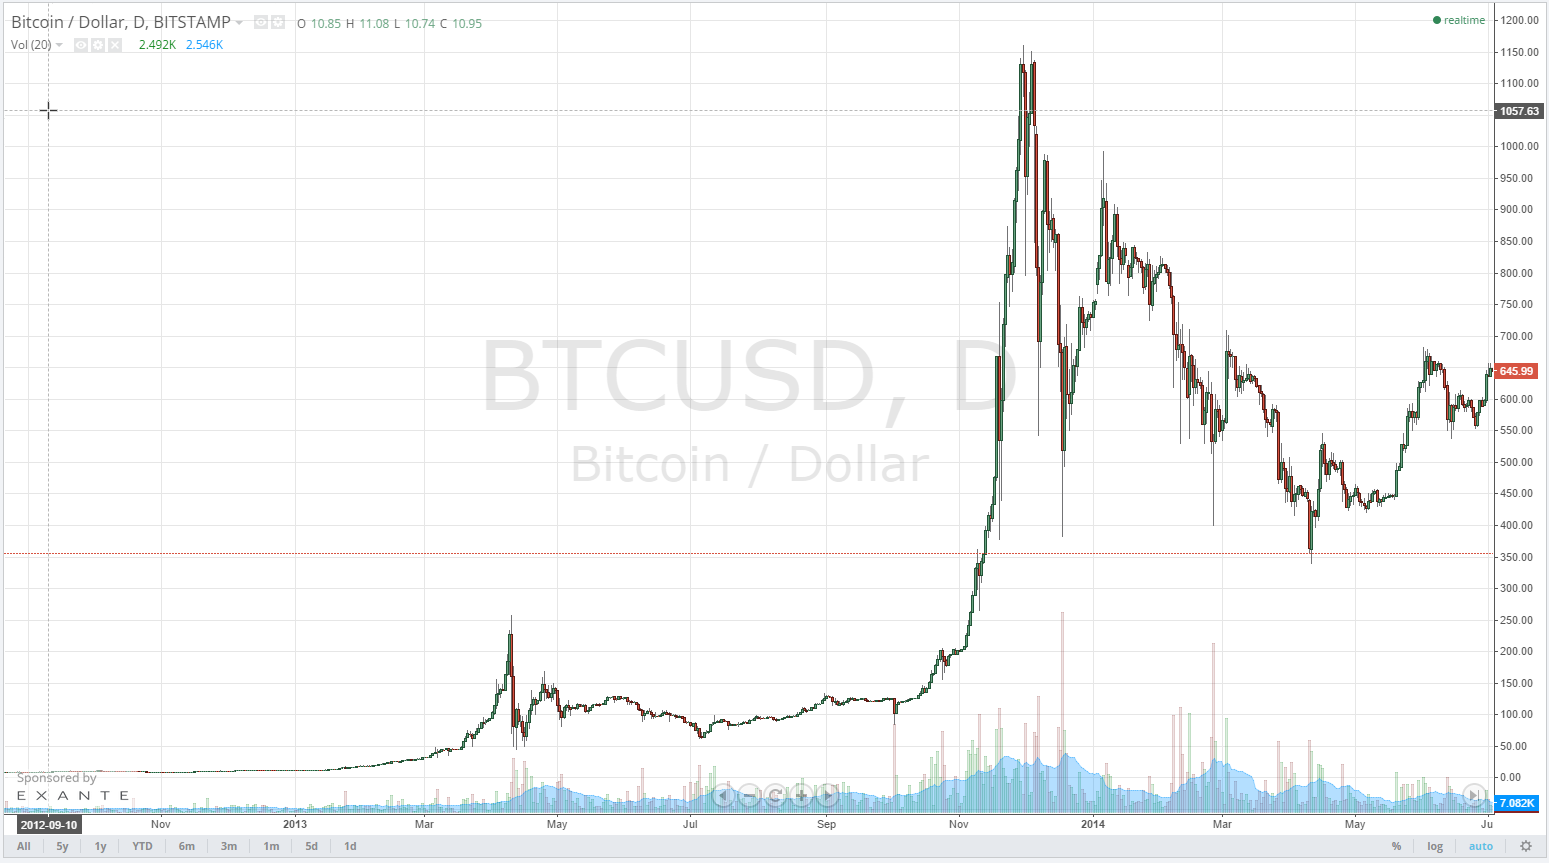 Bitcoin / Dollar, D, BITSTAMP O 10.85 H 11.08 L 10.74 C 10.95
realtime
Vol (20) 2.492K 2.546K
1200.00
1150.00
1100.00
1057.63
1000.00
950.00
900.00
850.00
800.00
750.00
700.00
645.99
600.00
550.00
500.00
450.00
400.00
350.00
300.00
250.00
200.00
150.00
100.00
50.00
0.00
7.082K
BTCUSD, D
Bitcoin / Dollar
Sponsored by
EXANTE
2012-09-10 Nov 2013 Mar May Jul Sep Nov 2014 Mar May Ju
All 5y 1y YTD 6m 3m 1m 5d 1d % log auto